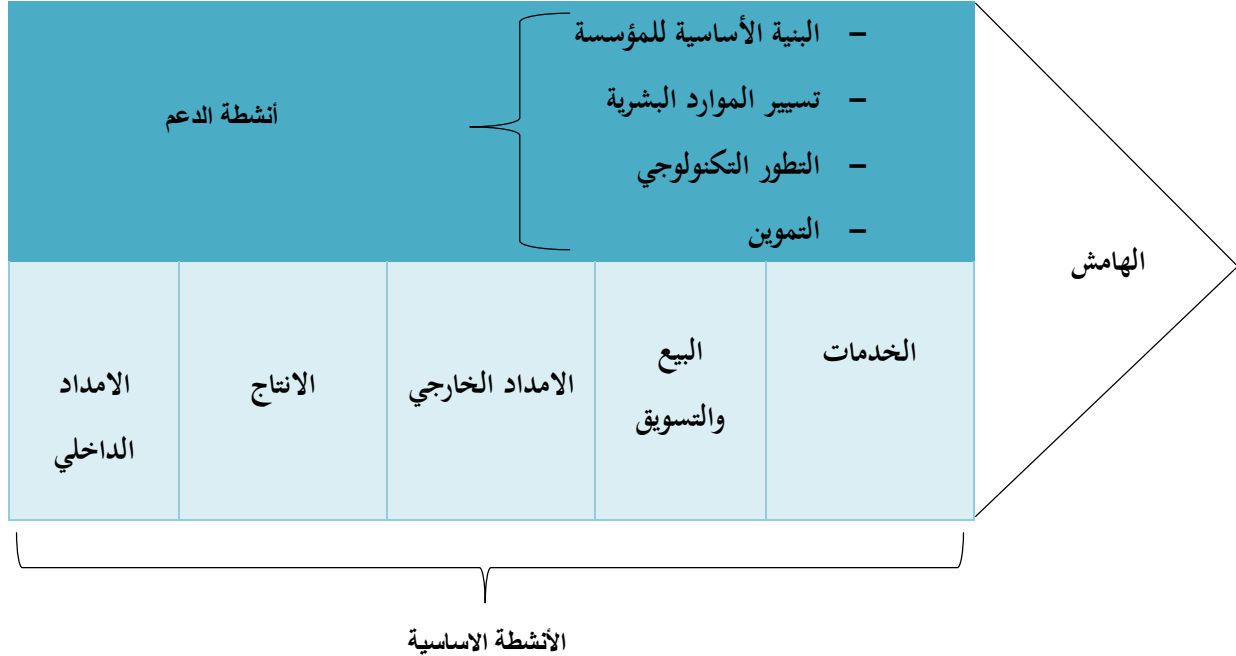 – البنية الأساسية للمؤسسة
– تسيير الموارد البشرية
– التطور التكنولوجي
– التموين
أنشطة الدعم
الهامش
الخدمات
البيع
والتسويق
الامداد الخارجي
الانتاج
الامداد
الداخلي
الأنشطة الاساسية